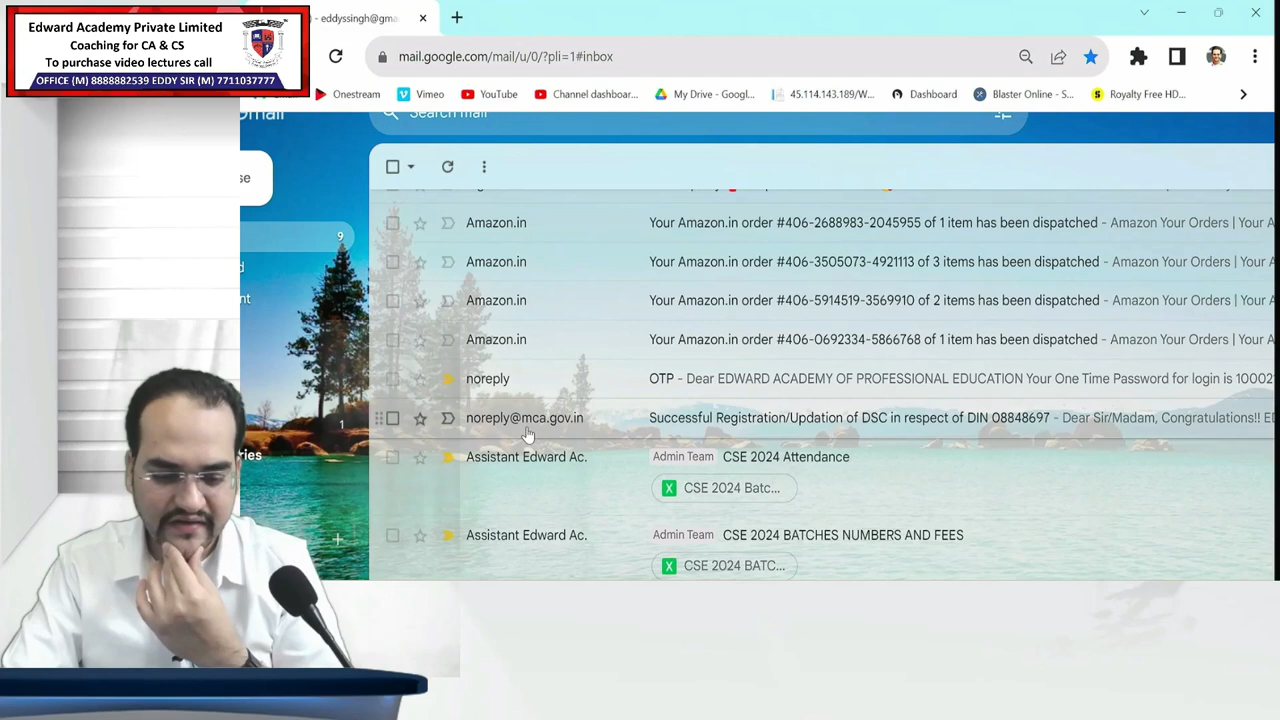 Edward Academy Private Limited
Coaching for CA & CS
To purchase video lectures call
OFFICE (M) 8888882539 EDDY SIR (M) 7711037777
- eddyssingh@gma
mail.google.com/mail/u/0/?pli=1#inbox
Onestream
Vimeo
YouTube
Channel dashboar...
My Drive - Googl...
45.114.143.189/W...
Dashboard
Blaster Online - S...
Royalty Free HD...
Search mail
se
9
d
nt
1
ries
Amazon.in Your Amazon.in order #406-2688983-2045955 of 1 item has been dispatched - Amazon Your Orders | Your A
Amazon.in Your Amazon.in order #406-3505073-4921113 of 3 items has been dispatched - Amazon Your Orders | Your A
Amazon.in Your Amazon.in order #406-5914519-3569910 of 2 items has been dispatched - Amazon Your Orders | Your A
Amazon.in Your Amazon.in order #406-0692334-5866768 of 1 item has been dispatched - Amazon Your Orders | Your A
noreply OTP - Dear EDWARD ACADEMY OF PROFESSIONAL EDUCATION Your One Time Password for login is 10002
noreply@mca.gov.in Successful Registration/Updation of DSC in respect of DIN 08848697 - Dear Sir/Madam, Congratulations!! ED
Assistant Edward Ac. Admin Team CSE 2024 Attendance
CSE 2024 Batc...
Assistant Edward Ac. Admin Team CSE 2024 BATCHES NUMBERS AND FEES
CSE 2024 BATC...